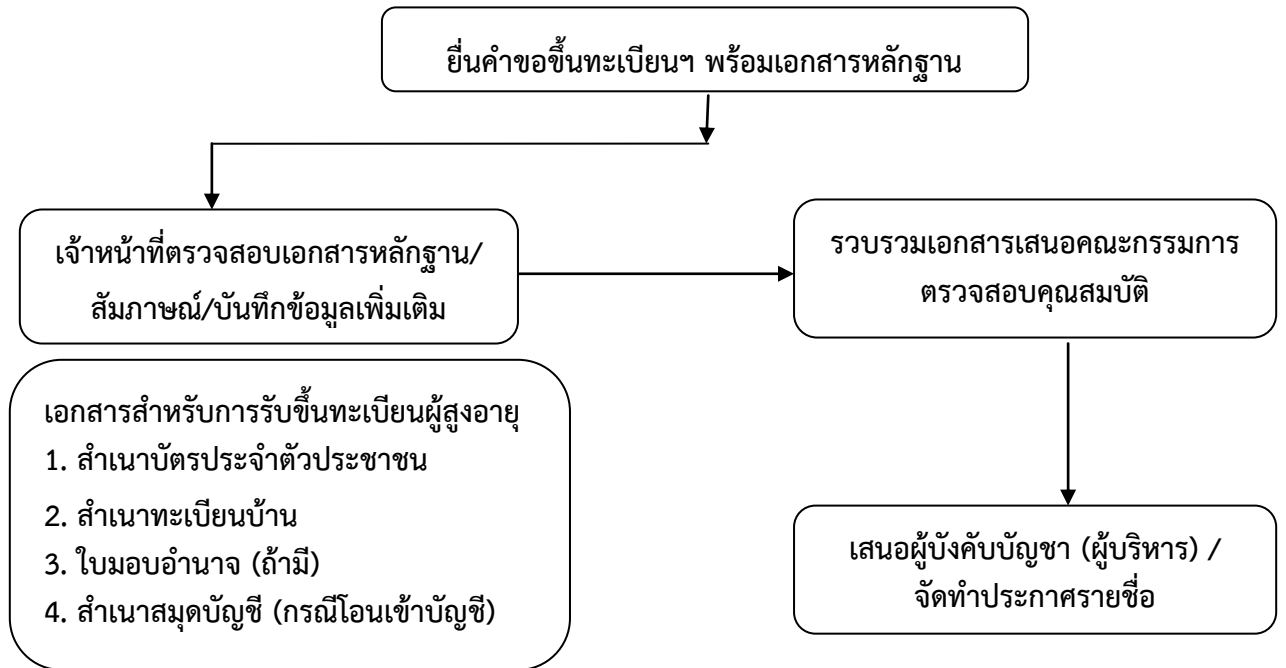 ยื่นคำขอขึ้นทะเบียนฯ พร้อมเอกสารหลักฐาน
เจ้าหน้าที่ตรวจสอบเอกสารหลักฐาน/
สัมภาษณ์/บันทึกข้อมูลเพิ่มเติม
รวบรวมเอกสารเสนอคณะกรรมการ
ตรวจสอบคุณสมบัติ
เอกสารสำหรับการรับขึ้นทะเบียนผู้สูงอายุ
1. สำเนาบัตรประจำตัวประชาชน
2. สำเนาทะเบียนบ้าน
3. ใบมอบอำนาจ (ถ้ามี)
4. สำเนาสมุดบัญชี (กรณีโอนเข้าบัญชี)
เสนอผู้บังคับบัญชา (ผู้บริหาร) /
จัดทำประกาศรายชื่อ